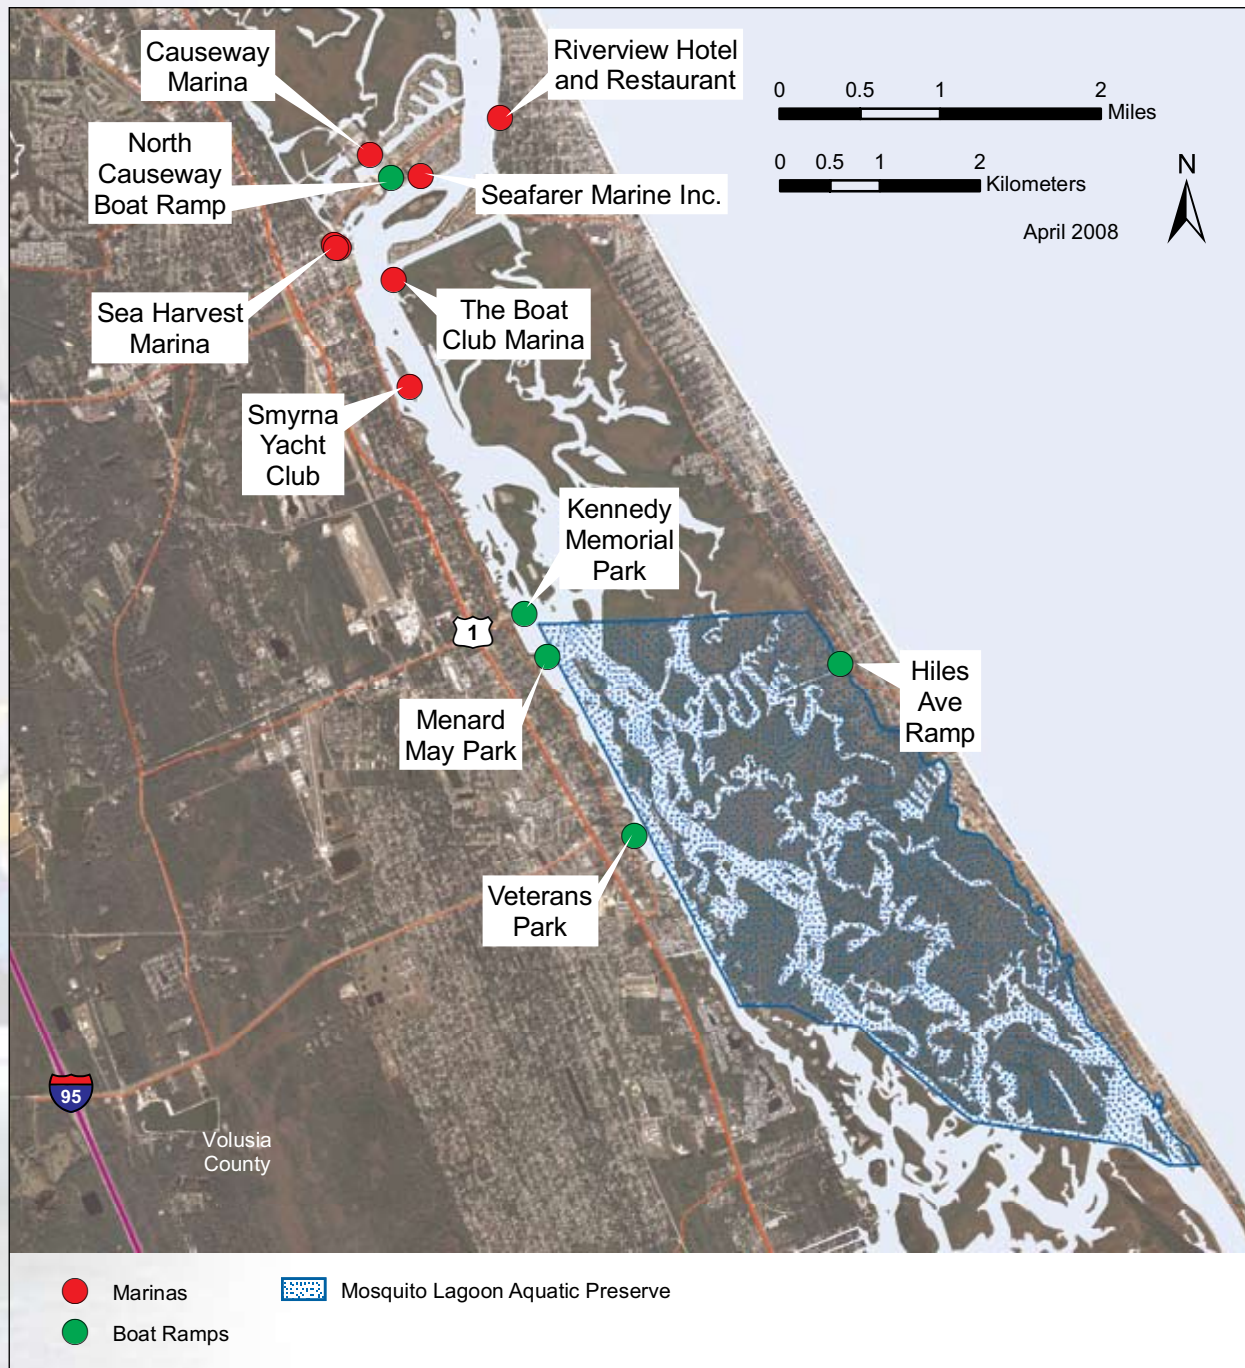 Causeway
Marina
Riverview Hotel
and Restaurant
0 0.5 1 2
Miles
North
Causeway
Boat Ramp
0 0.5 1 2
Kilometers
N
Seafarer Marine Inc.
April 2008
Sea Harvest
Marina
The Boat
Club Marina
Smyrna
Yacht
Club
Kennedy
Memorial
Park
1
Hiles
Ave
Ramp
Menard
May Park
Veterans
Park
95
Volusia
County
Marinas
Mosquito Lagoon Aquatic Preserve
Boat Ramps